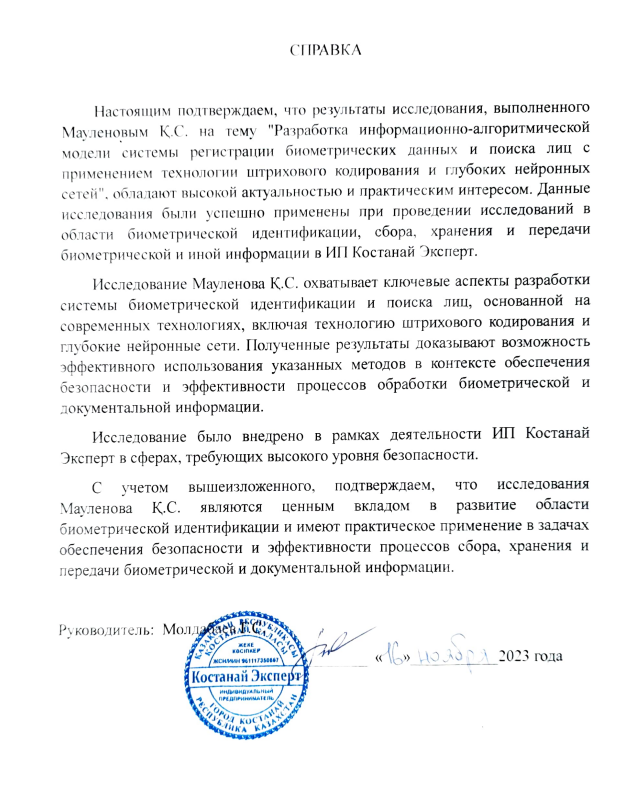 СПРАВКА
Настоящим подтверждаем, что результаты исследования, выполненного
Мауленовым Қ.С. на тему "Разработка информационно-алгоритмической
модели системы регистрации биометрических данных и поиска лиц с
применением технологии штрихового кодирования и глубоких нейронных
сетей", обладают высокой актуальностью и практическим интересом. Данные
исследования были успешно применены при проведении исследований в
области биометрической идентификации, сбора, хранения и передачи
биометрической и иной информации в ИП Костанай Эксперт.
Исследование Мауленова Қ.С. охватывает ключевые аспекты разработки
системы биометрической идентификации и поиска лиц, основанной на
современных технологиях, включая технологию штрихового кодирования и
глубокие нейронные сети. Полученные результаты доказывают возможность
эффективного использования указанных методов в контексте обеспечения
безопасности и эффективности процессов обработки биометрической и
документальной информации.
Исследование было внедрено в рамках деятельности ИП Костанай
Эксперт в сферах, требующих высокого уровня безопасности.
С учетом вышеизложенного, подтверждаем, что исследования
Мауленова Қ.С. являются ценным вкладом в развитие области
биометрической идентификации и имеют практическое применение в задачах
обеспечения безопасности и эффективности процессов сбора, хранения и
передачи биометрической и документальной информации.
Руководитель:
«16» ноября 2023 года
ҚАЗАҚСТАН РЕСПУБЛИКАСЫ
ҚОСТАНАЙ ҚАЛАСЫ
ЖЕКЕ
КӘСІПКЕР
Костанай Эксперт
ИНДИВИДУАЛЬНЫЙ
ПРЕДПРИНИМАТЕЛЬ
ГОРОД КОСТАНАЙ
РЕСПУБЛИКА КАЗАХСТАН